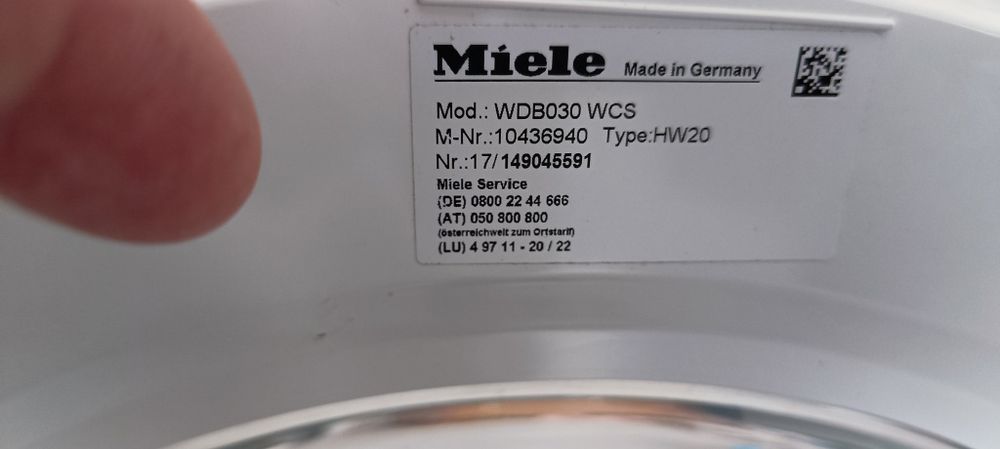 Miele Made in Germany
Mod.: WDB030 WCS
M-Nr.:10436940 Type:HW20
Nr.:17/149045591
Miele Service
(DE) 0800 22 44 666
(AT) 050 800 800
(österreichweit zum Ortstarif)
(LU) 4 97 11 - 20 / 22